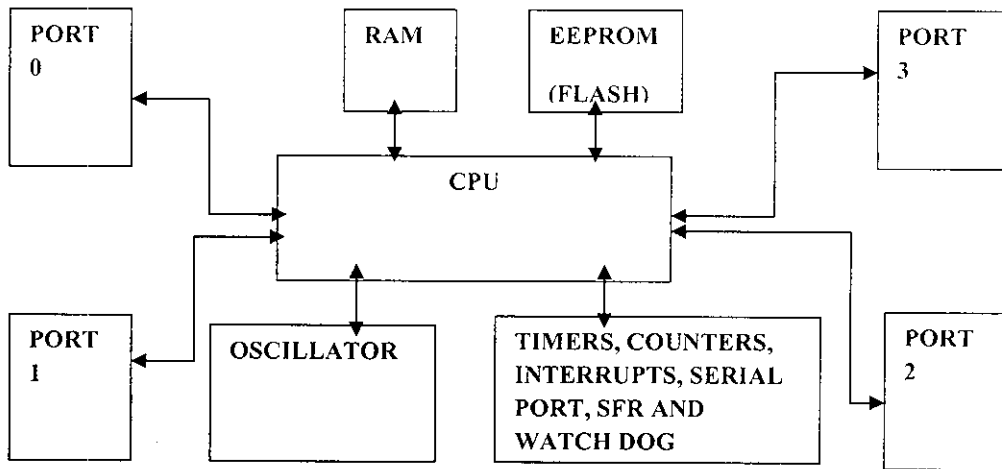 PORT
0
RAM
EEPROM
(FLASH)
PORT
3
CPU
PORT
1
OSCILLATOR
TIMERS, COUNTERS,
INTERRUPTS, SERIAL
PORT, SFR AND
WATCH DOG
PORT
2